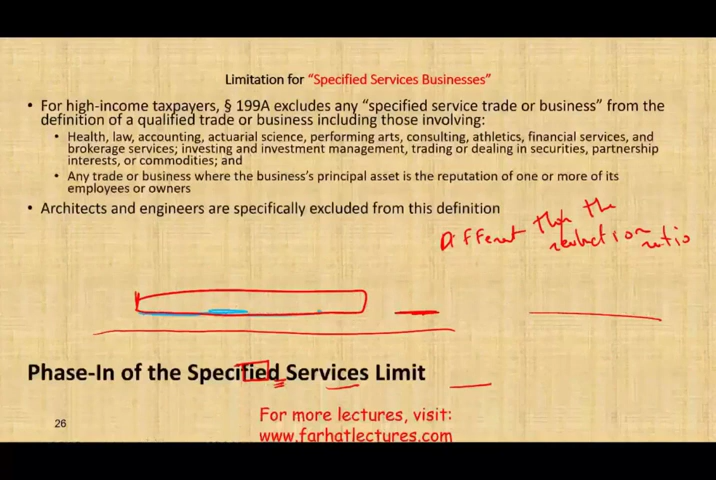 Limitation for “Specified Services Businesses”
• For high-income taxpayers, § 199A excludes any “specified service trade or business” from the
definition of a qualified trade or business including those involving:
• Health, law, accounting, actuarial science, performing arts, consulting, athletics, financial services, and
brokerage services; investing and investment management, trading or dealing in securities, partnership
interests, or commodities; and
• Any trade or business where the business’s principal asset is the reputation of one or more of its
employees or owners
• Architects and engineers are specifically excluded from this definition
Different than the
reduction ratio
Phase-In of the Specified Services Limit
For more lectures, visit:
26
www.farhatlectures.com